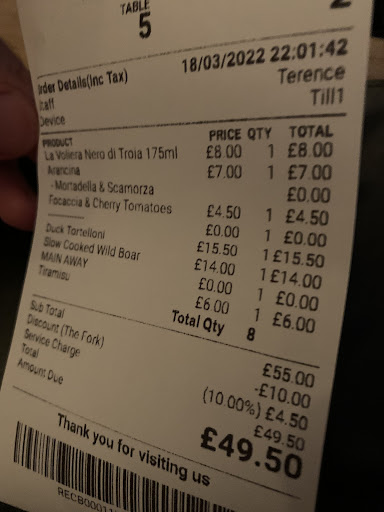 TABLE
5
2
Order Details(Inc Tax) 18/03/2022 22:01:42
Staff Terence
Device Till1
PRODUCT PRICE QTY TOTAL
La Voliera Nero di Troia 175ml £8.00 1 £8.00
Arancina £7.00 1 £7.00
- Mortadella & Scamorza £0.00
Focaccia & Cherry Tomatoes £4.50 1 £4.50
-------- £0.00 1 £0.00
Duck Tortelloni £15.50 1 £15.50
Slow Cooked Wild Boar £14.00 1 £14.00
MAIN AWAY £0.00 1 £0.00
Tiramisu £6.00 1 £6.00
Total Qty 8
Sub Total £55.00
Discount (The Fork) -£10.00
Service Charge (10.00%) £4.50
Total £49.50
Amount Due £49.50
Thank you for visiting us